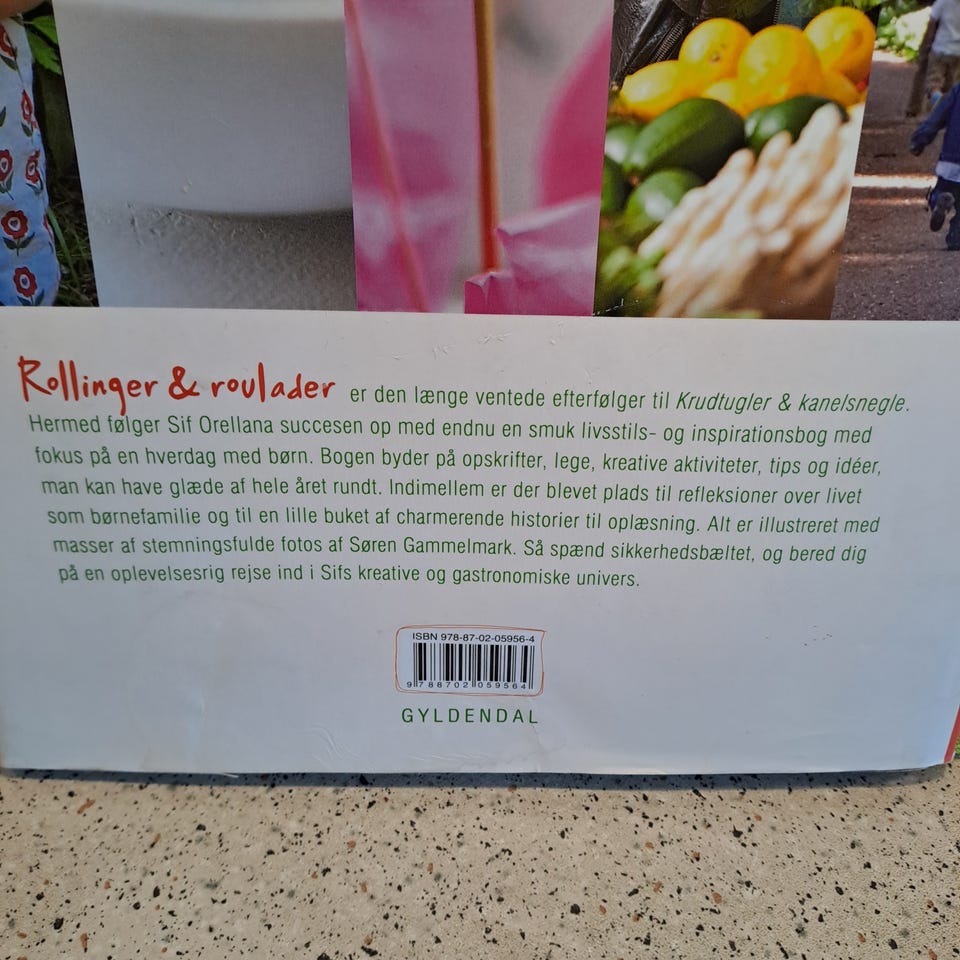 Rollinger & roulader er den længe ventede efterfølger til Krudtugler & kanelsnegle.
Hermed følger Sif Orellana succesen op med endnu en smuk livsstils- og inspirationsbog med
fokus på en hverdag med børn. Bogen byder på opskrifter, lege, kreative aktiviteter, tips og idéer,
man kan have glæde af hele året rundt. Indimellem er der blevet plads til refleksioner over livet
som børnefamilie og til en lille buket af charmerende historier til oplæsning. Alt er illustreret med
masser af stemningsfulde fotos af Søren Gammelmark. Så spænd sikkerhedsbæltet, og bered dig
på en oplevelsesrig rejse ind i Sifs kreative og gastronomiske univers.
ISBN 978-87-02-05956-4
9 788702 059564
GYLDENDAL